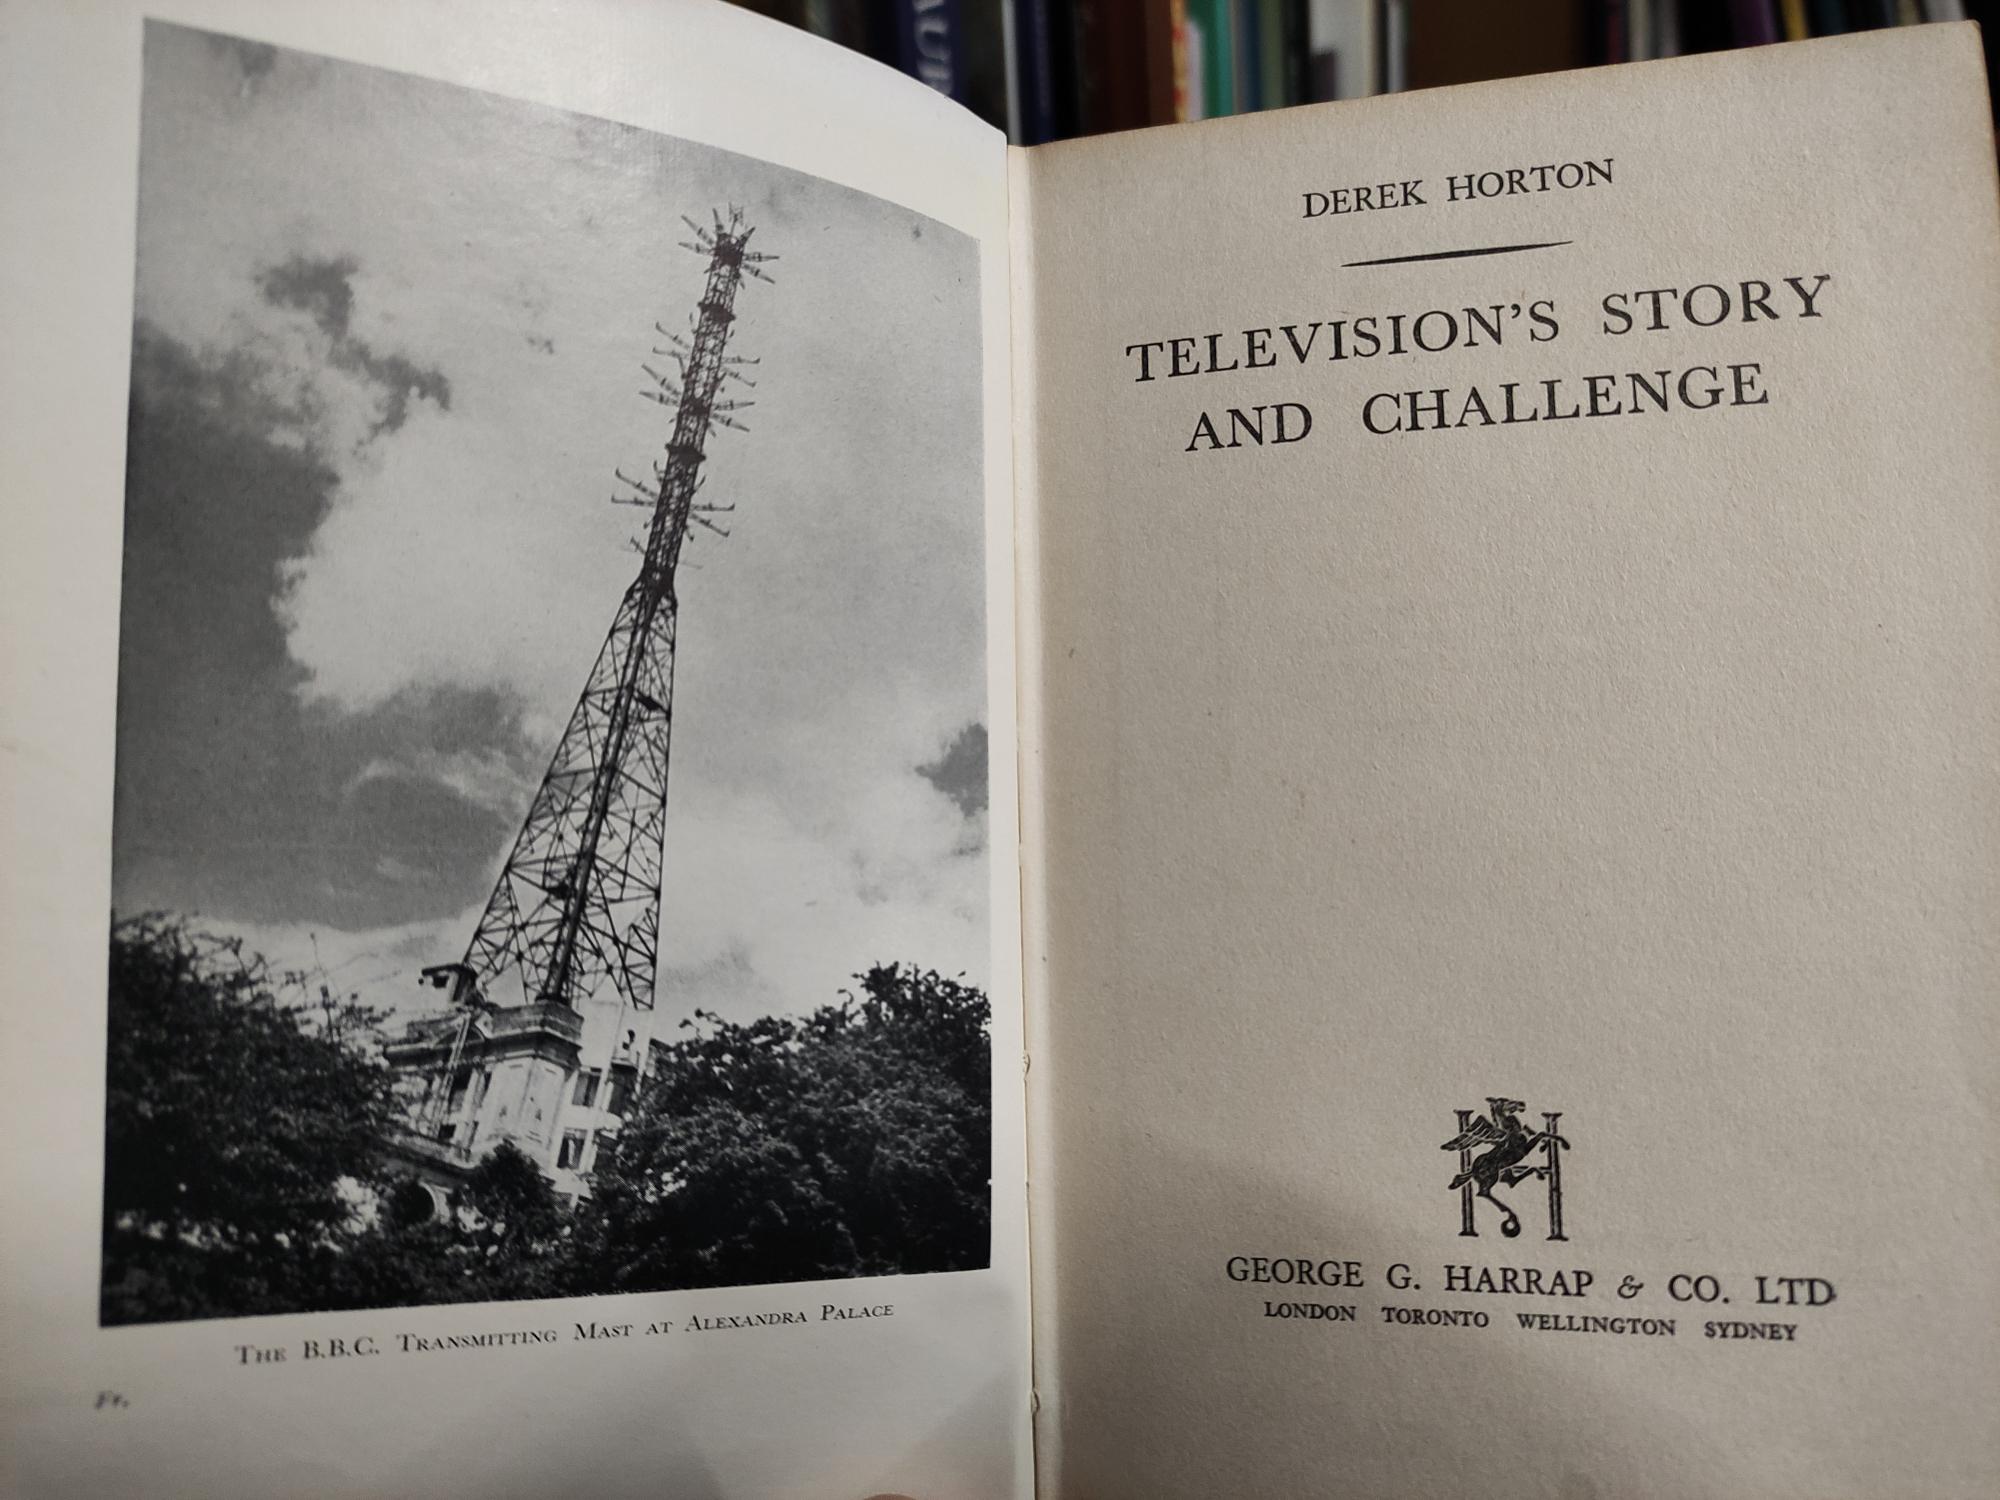 THE B.B.C. TRANSMITTING MAST AT ALEXANDRA PALACE
Fr.
DEREK HORTON
TELEVISION'S STORY
AND CHALLENGE
H
GEORGE G. HARRAP & CO. LTD
LONDON TORONTO WELLINGTON SYDNEY